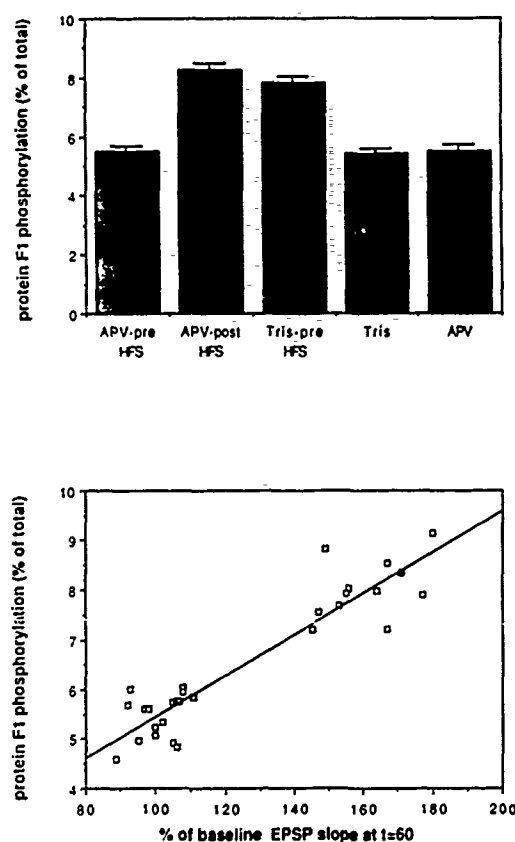 protein F1 phosphorylation (% of total)
10
8
6
4
2
0
APV-pre HFS
APV-post HFS
Tris-pre HFS
Tris
APV
protein F1 phosphorylation (% of total)
10
9
8
7
6
5
4
80 100 120 140 160 180 200
% of baseline EPSP slope at t=60